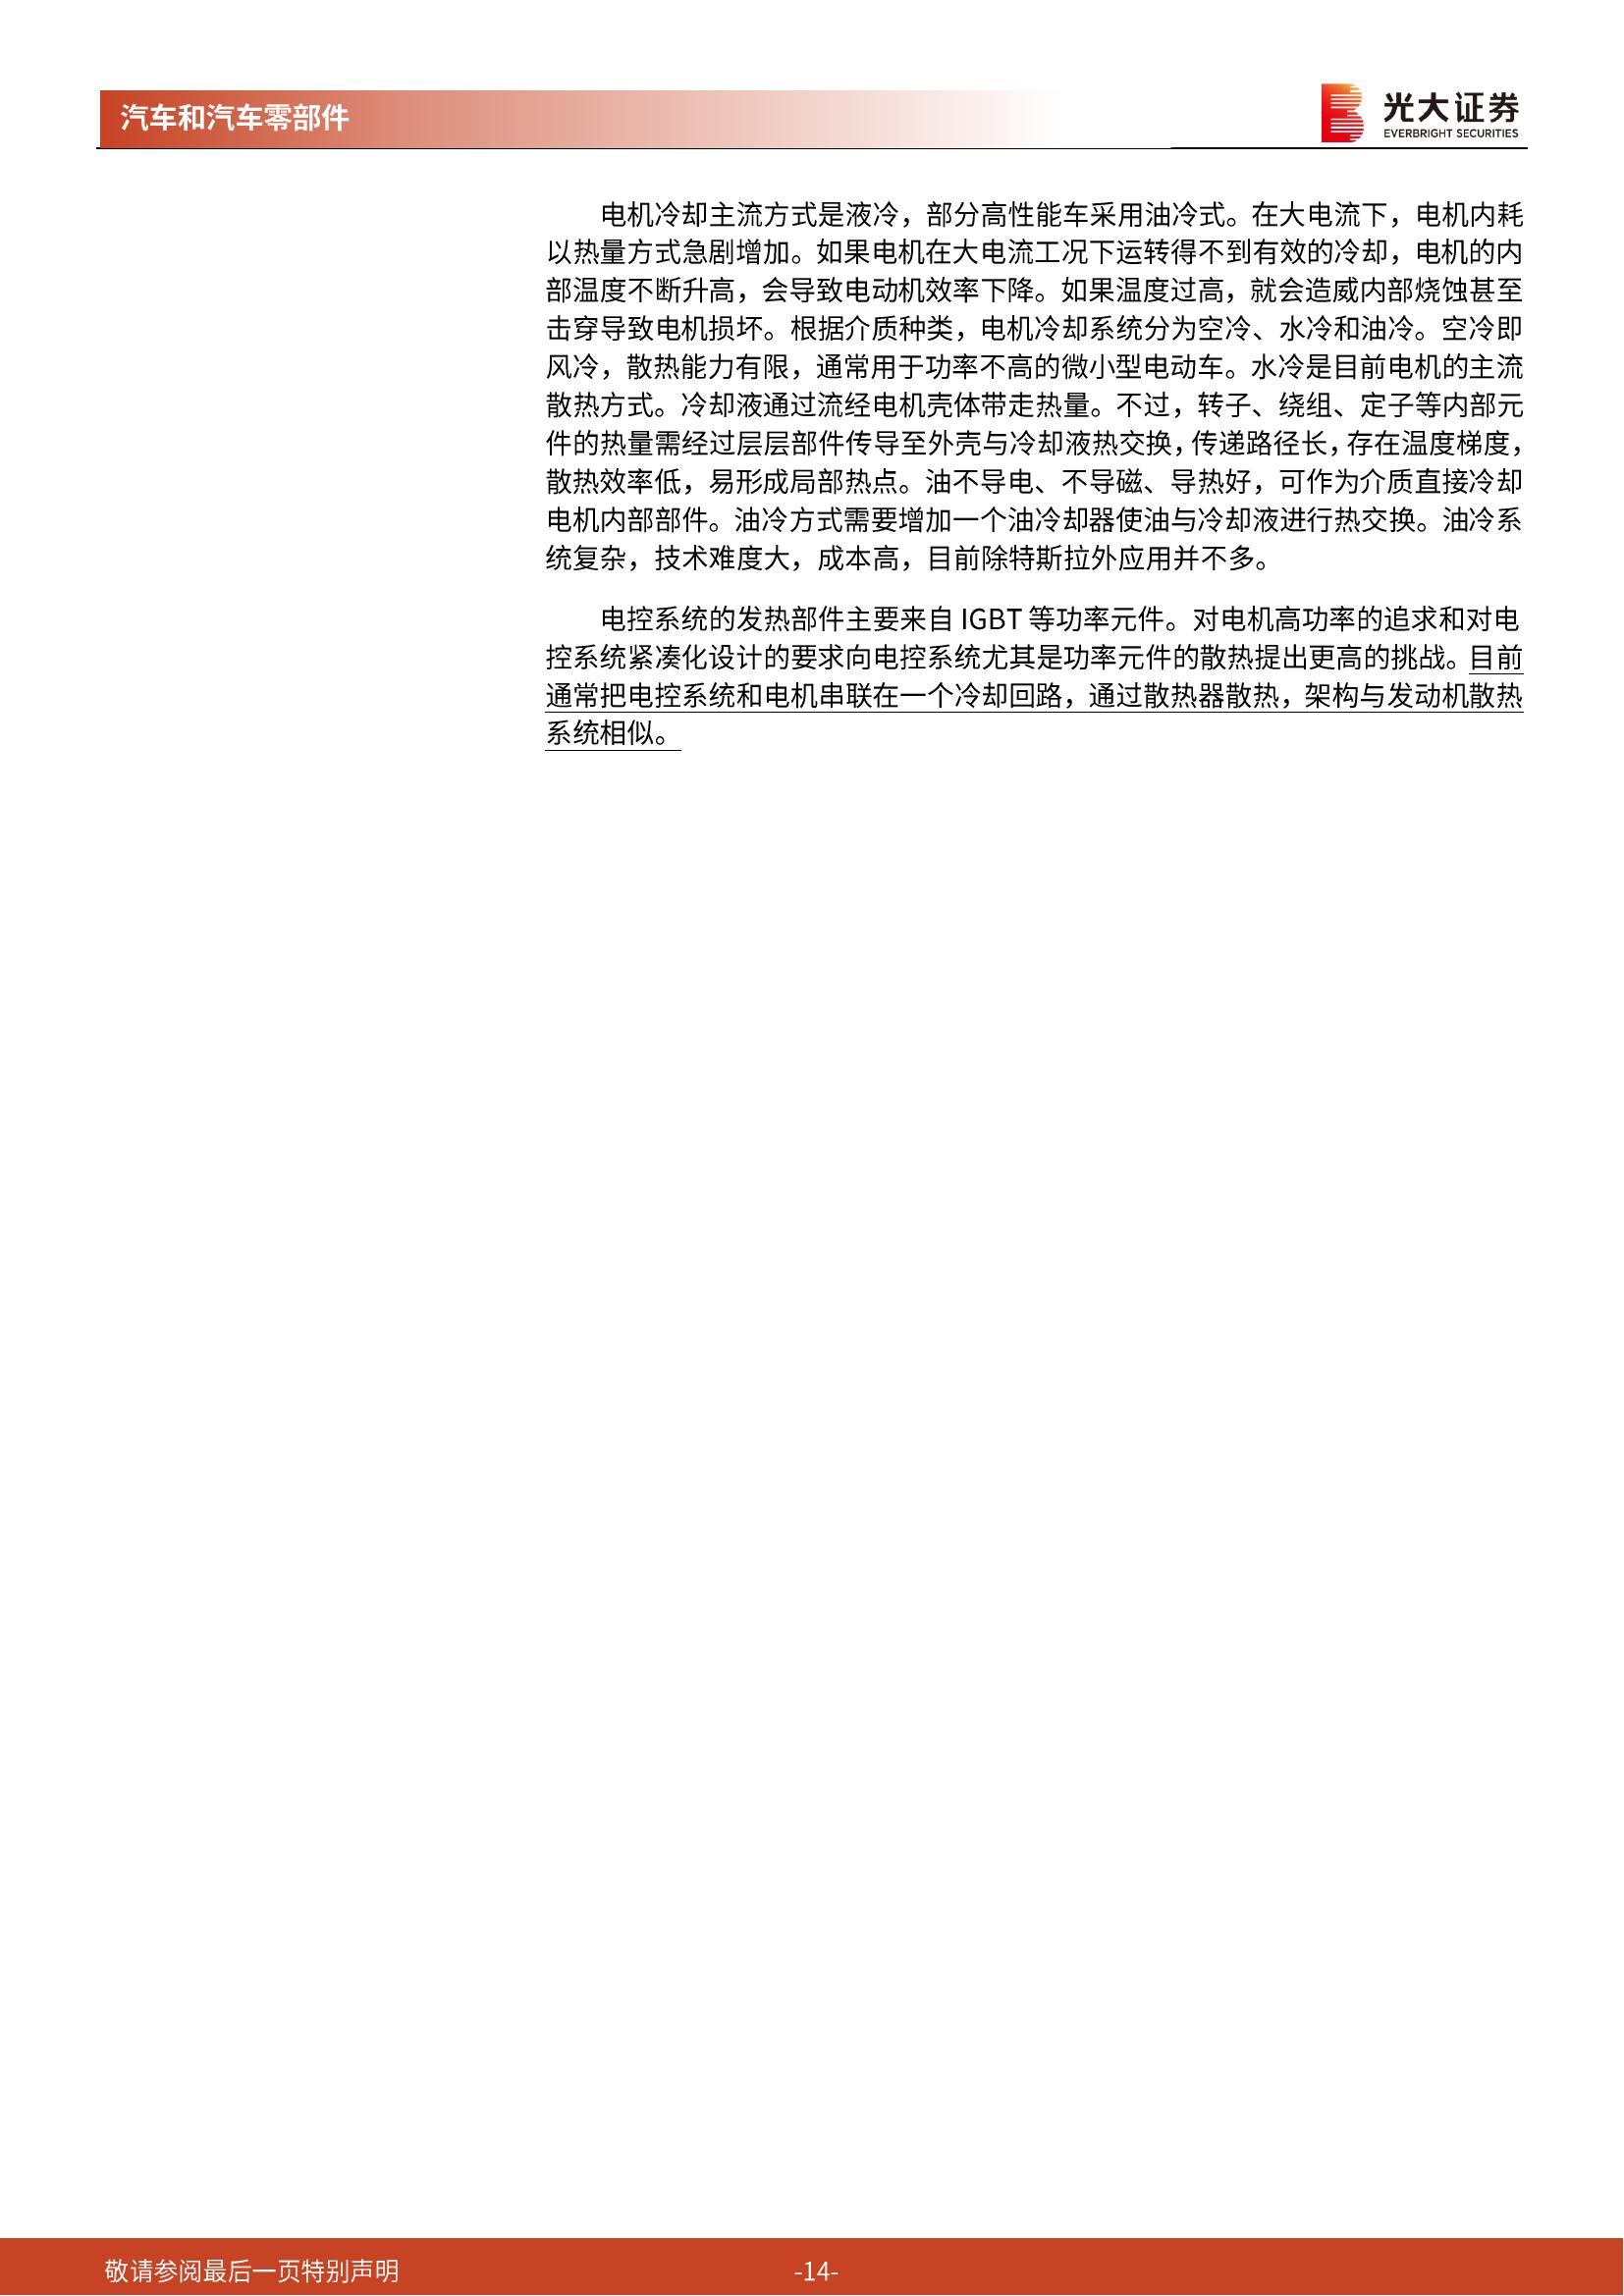 汽车和汽车零部件
光大证券
EVERBRIGHT SECURITIES
电机冷却主流方式是液冷，部分高性能车采用油冷式。在大电流下，电机内耗
以热量方式急剧增加。如果电机在大电流工况下运转得不到有效的冷却，电机的内
部温度不断升高，会导致电动机效率下降。如果温度过高，就会造威内部烧蚀甚至
击穿导致电机损坏。根据介质种类，电机冷却系统分为空冷、水冷和油冷。空冷即
风冷，散热能力有限，通常用于功率不高的微小型电动车。水冷是目前电机的主流
散热方式。冷却液通过流经电机壳体带走热量。不过，转子、绕组、定子等内部元
件的热量需经过层层部件传导至外壳与冷却液热交换，传递路径长，存在温度梯度，
散热效率低，易形成局部热点。油不导电、不导磁、导热好，可作为介质直接冷却
电机内部部件。油冷方式需要增加一个油冷却器使油与冷却液进行热交换。油冷系
统复杂，技术难度大，成本高，目前除特斯拉外应用并不多。
电控系统的发热部件主要来自 IGBT 等功率元件。对电机高功率的追求和对电
控系统紧凑化设计的要求向电控系统尤其是功率元件的散热提出更高的挑战。目前
通常把电控系统和电机串联在一个冷却回路，通过散热器散热，架构与发动机散热
系统相似。
敬请参阅最后一页特别声明
-14-